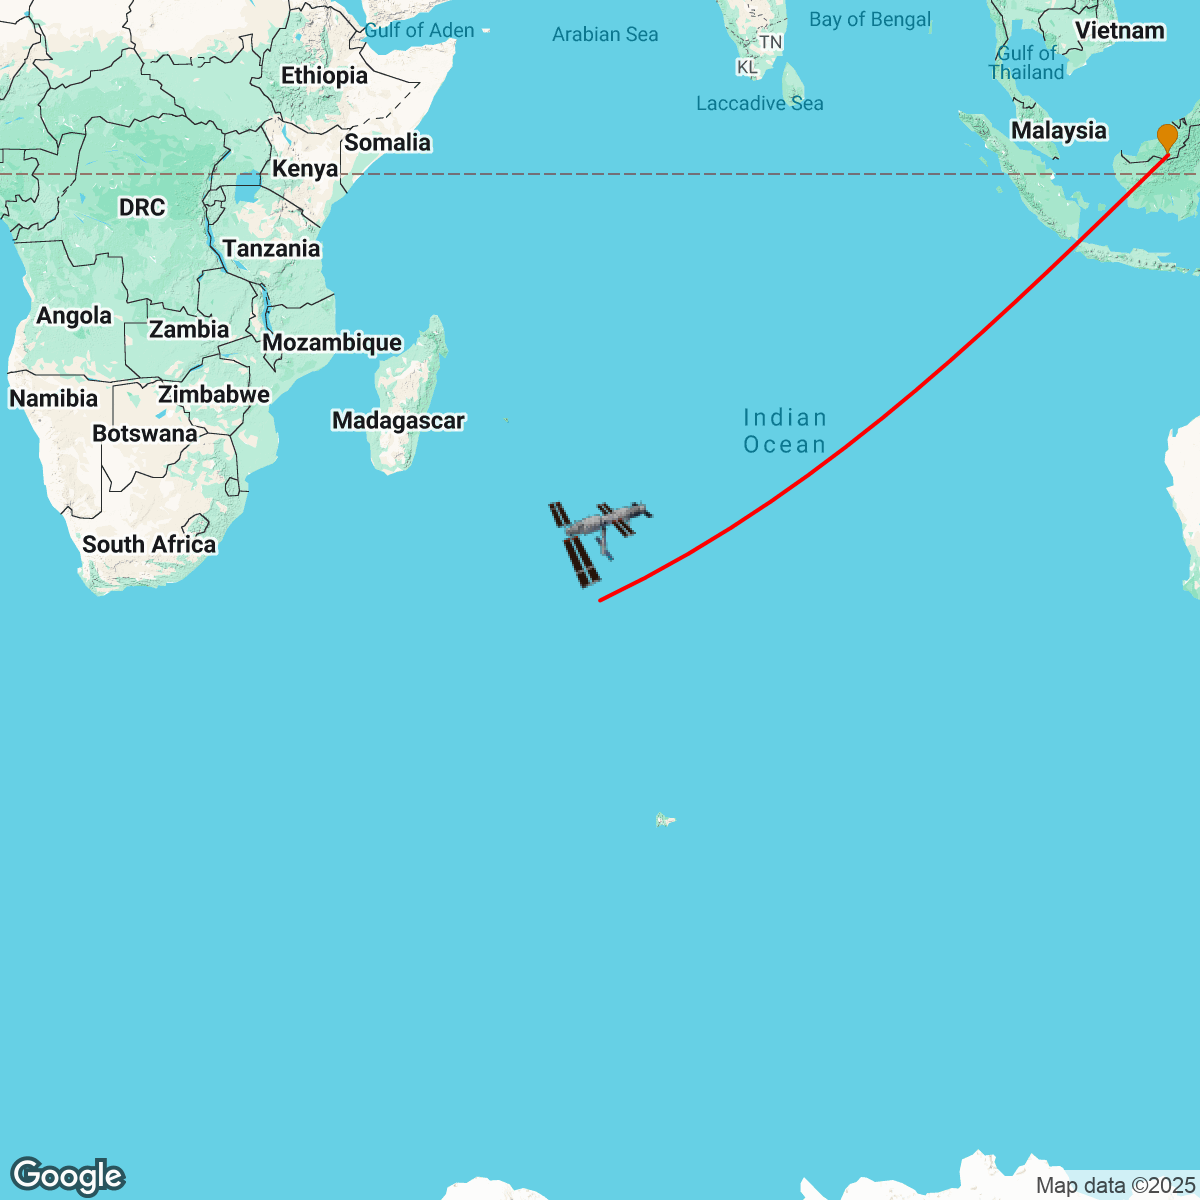 Gulf of Aden
Arabian Sea
Bay of Bengal
Vietnam
TN
KL
Gulf of
Thailand
Ethiopia
Laccadive Sea
Malaysia
Somalia
Kenya
DRC
Tanzania
Angola
Zambia
Mozambique
Zimbabwe
Namibia
Madagascar
Indian
Ocean
Botswana
South Africa
Google
Map data ©2025